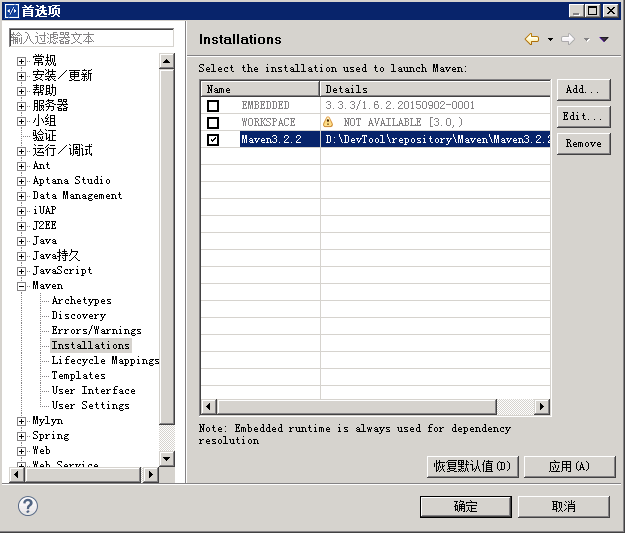 首选项
输入过滤器文本
常规
安装／更新
帮助
服务器
小组
验证
运行／调试
Ant
Aptana Studio
Data Management
iUAP
J2EE
Java
Java持久
JavaScript
Maven
Archetypes
Discovery
Errors/Warnings
Installations
Lifecycle Mappings
Templates
User Interface
User Settings
Mylyn
Spring
Web
Web Service
Installations
Select the installation used to launch Maven:
Name Details
EMBEDDED 3.3.3/1.6.2.20150902-0001
WORKSPACE NOT AVAILABLE [3.0,)
Maven3.2.2 D:\DevTool\repository\Maven\Maven3.2.2
Add...
Edit...
Remove
Note: Embedded runtime is always used for dependency
resolution
恢复默认值(D) 应用(A)
确定 取消